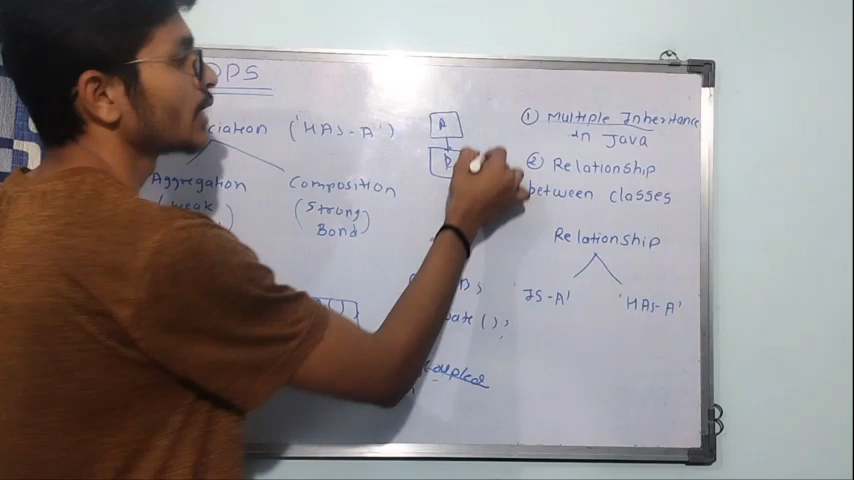 OPS
ciation ('HAS-A')
Aggregation
(weak
Composition
(Strong
Bond)
A
B
① Multiple Inheritance
in Java
② Relationship
between classes
Relationship
'IS-A'
'HAS-A'
B;
ate ();